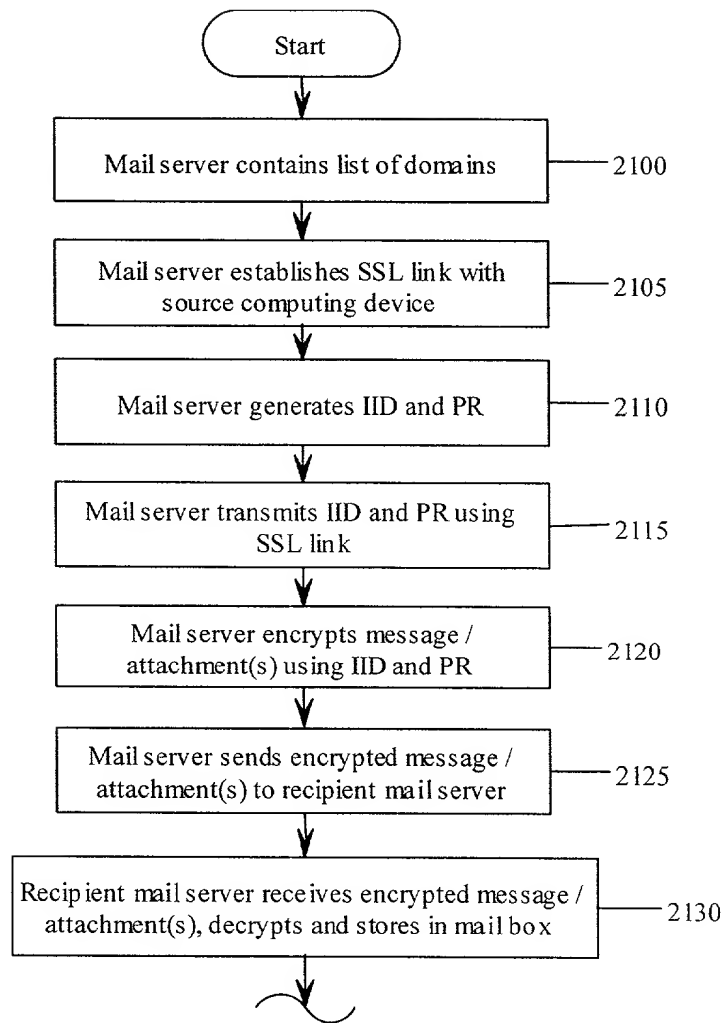 Start
Mail server contains list of domains
2100
Mail server establishes SSL link with
source computing device
2105
Mail server generates IID and PR
2110
Mail server transmits IID and PR using
SSL link
2115
Mail server encrypts message /
attachment(s) using IID and PR
2120
Mail server sends encrypted message /
attachment(s) to recipient mail server
2125
Recipient mail server receives encrypted message /
attachment(s), decrypts and stores in mail box
2130